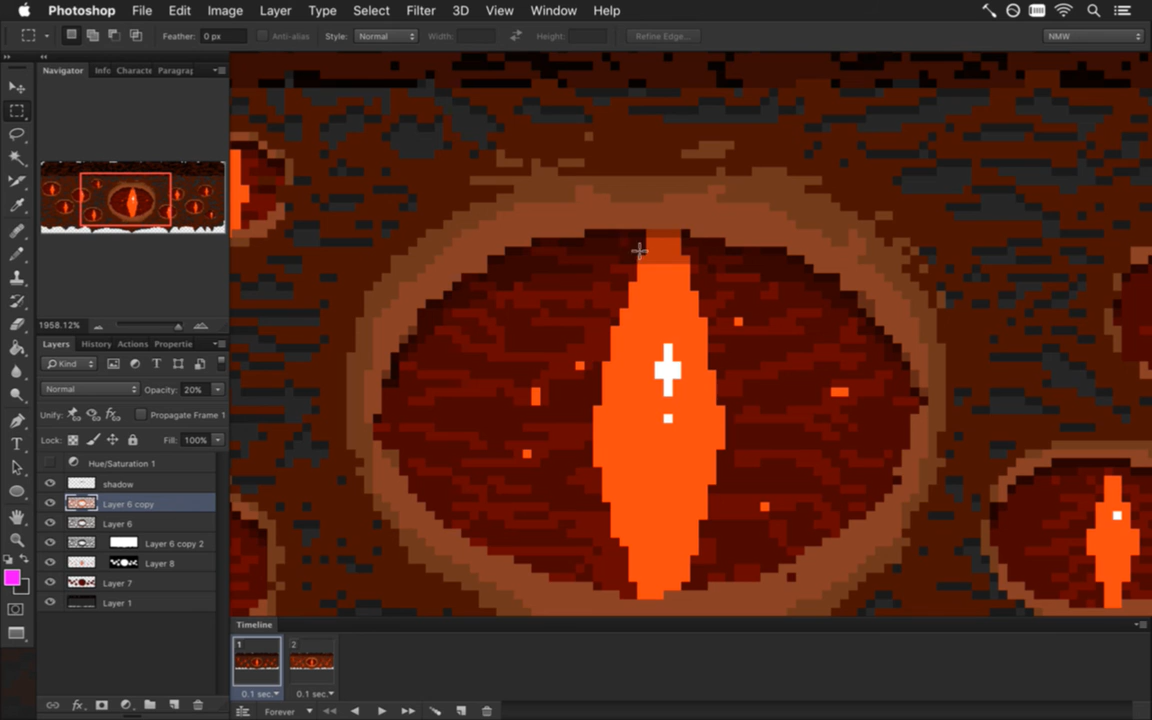 Photoshop File Edit Image Layer Type Select Filter 3D View Window Help
Feather: 0 px Anti-alias Style: Normal Width: Height: Refine Edge... NMW
Navigator Info Characte Paragrap
1958.12%
Layers History Actions Propertie
Kind
Normal Opacity: 20%
Unify: Propagate Frame 1
Lock: Fill: 100%
Hue/Saturation 1
shadow
Layer 6 copy
Layer 6
Layer 6 copy 2
Layer 8
Layer 7
Layer 1
Timeline
1 2
0.1 sec. 0.1 sec.
Forever